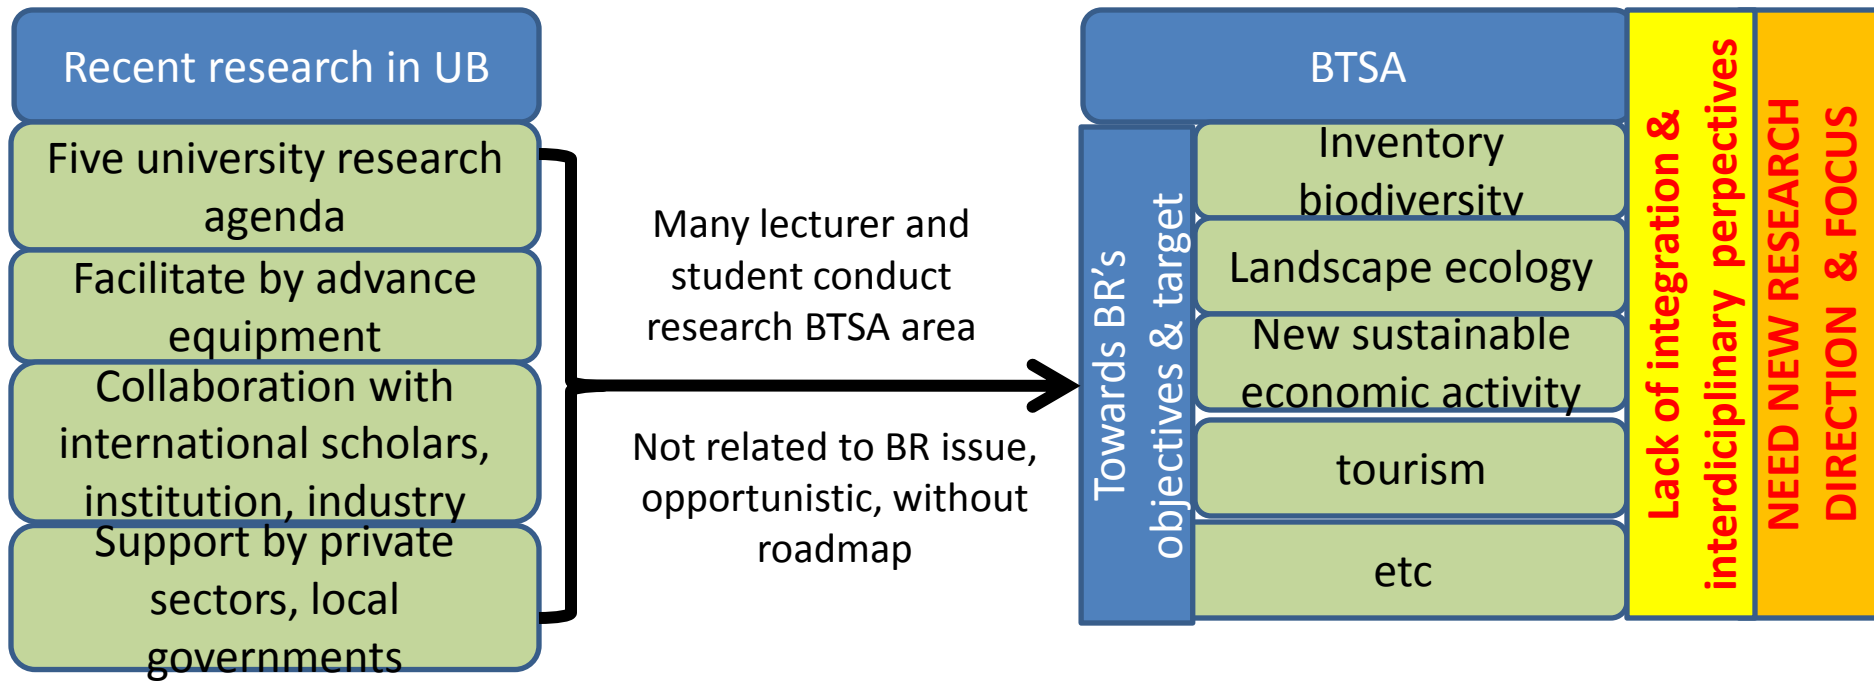 Recent research in UB
Five university research
agenda
Facilitate by advance
equipment
Collaboration with
international scholars,
institution, industry
Support by private
sectors, local
governments
Many lecturer and
student conduct
research BTSA area
Not related to BR issue,
opportunistic, without
roadmap
BTSA
Towards BR's
objectives & target
Inventory
biodiversity
Landscape ecology
New sustainable
economic activity
tourism
etc
Lack of integration &
interdiciplinary perpectives
NEED NEW RESEARCH
DIRECTION & FOCUS